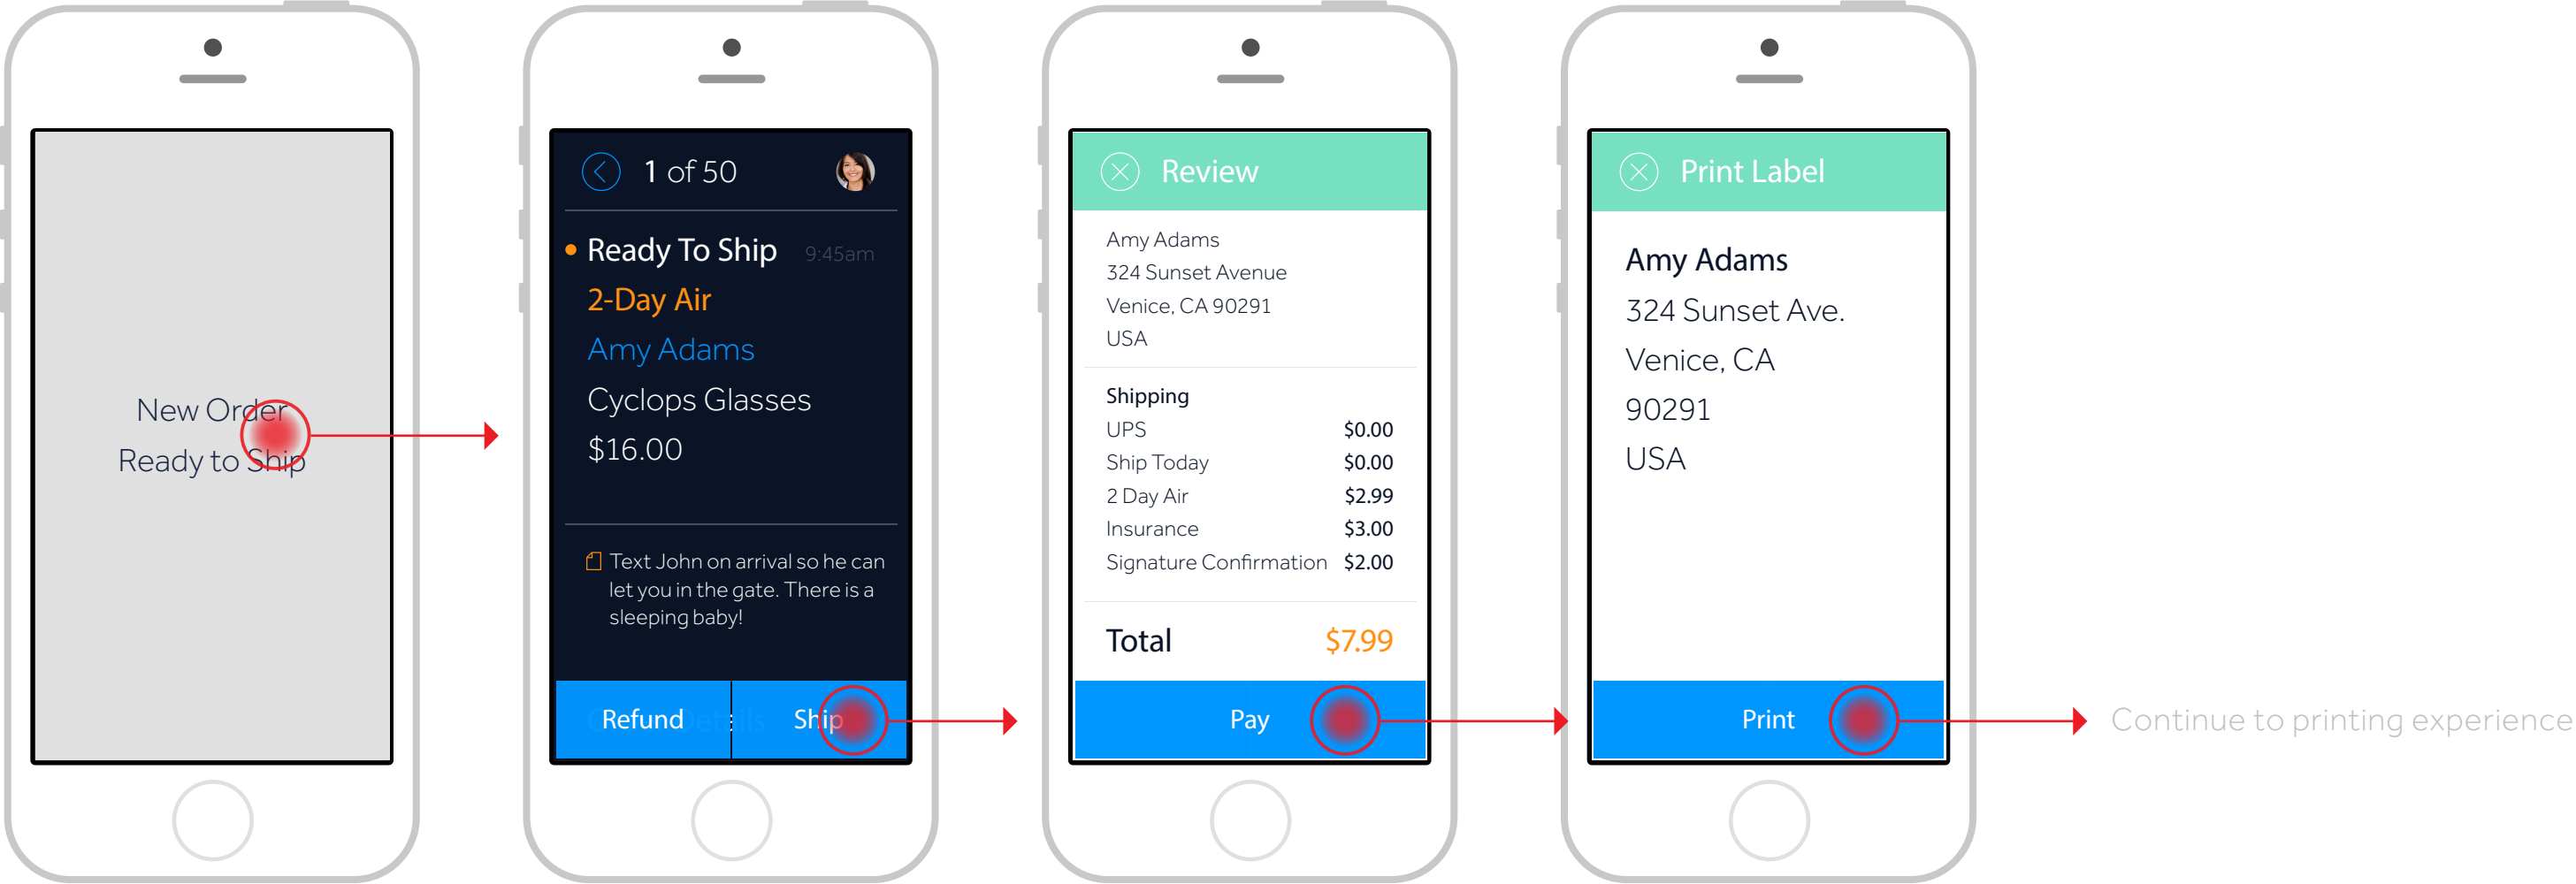 New Order
Ready to Ship
1 of 50
Ready To Ship 9:45am
2-Day Air
Amy Adams
Cyclops Glasses
$16.00
Text John on arrival so he can
let you in the gate. There is a
sleeping baby!
Refund Ship
Review
Amy Adams
324 Sunset Avenue
Venice, CA 90291
USA
Shipping
UPS $0.00
Ship Today $0.00
2 Day Air $2.99
Insurance $3.00
Signature Confirmation $2.00
Total $7.99
Pay
Print Label
Amy Adams
324 Sunset Ave.
Venice, CA
90291
USA
Print
Continue to printing experience